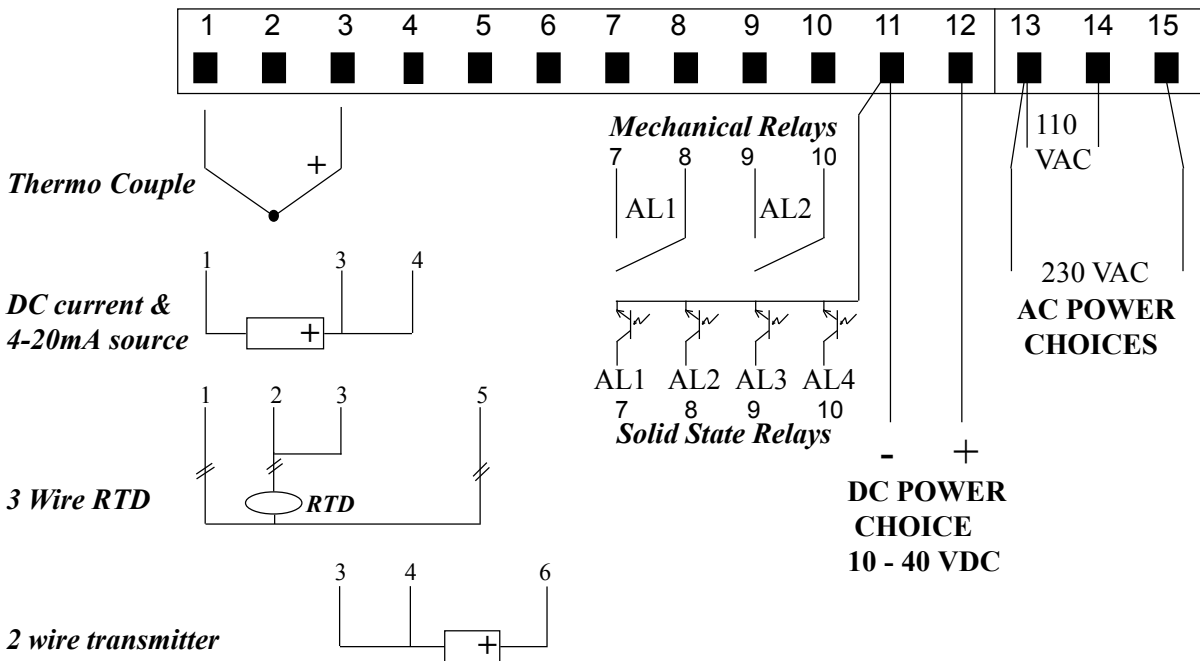 1 2 3 4 5 6 7 8 9 10 11 12 13 14 15
Thermo Couple
+
1 3 4
DC current &
4-20mA source
+
1 2 3 5
3 Wire RTD
RTD
3 4 6
2 wire transmitter
+
Mechanical Relays
7 8 9 10
AL1 AL2
AL1 AL2 AL3 AL4
7 8 9 10
Solid State Relays
- +
DC POWER
CHOICE
10 - 40 VDC
110
VAC
230 VAC
AC POWER
CHOICES